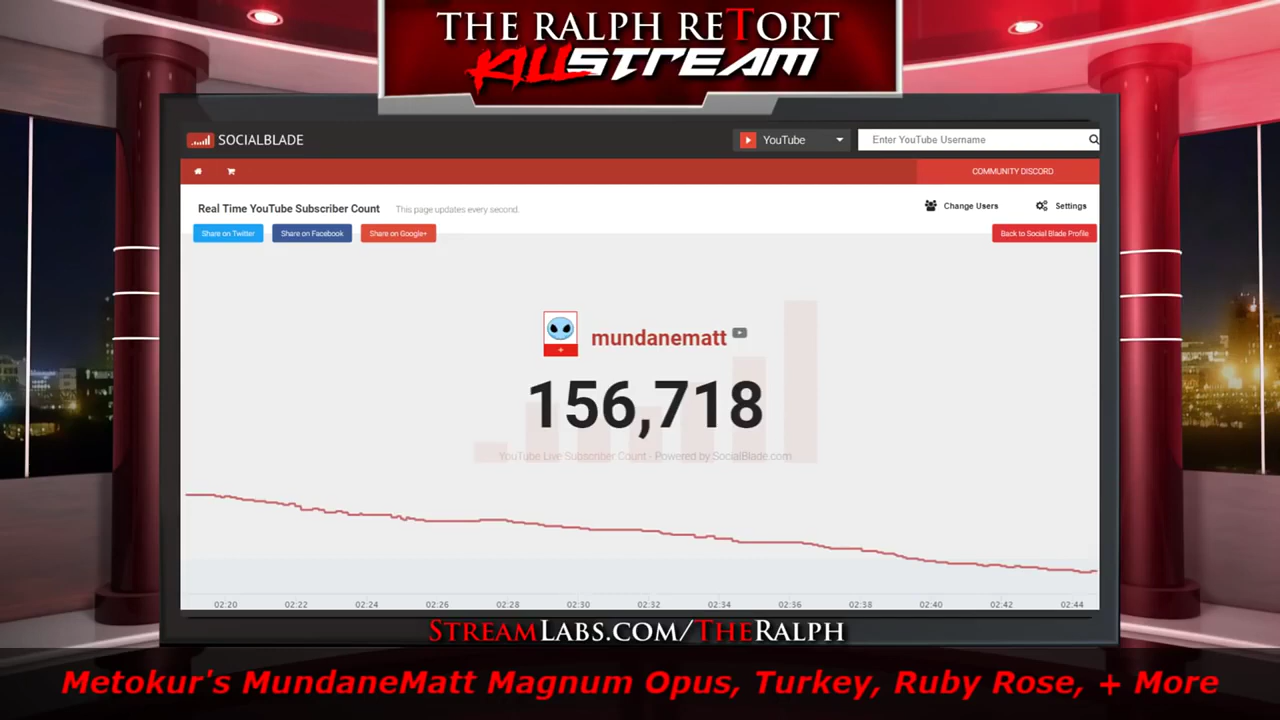 THE RALPH RETORT
KILLSTREAM
SOCIALBLADE
YouTube
Enter YouTube Username
COMMUNITY DISCORD
Real Time YouTube Subscriber Count This page updates every second.
Change Users Settings
Share on Twitter Share on Facebook Share on Google+
Back to Social Blade Profile
mundanematt
156,718
YouTube Live Subscriber Count - Powered by SocialBlade.com
02:20 02:22 02:24 02:26 02:28 02:30 02:32 02:34 02:36 02:38 02:40 02:42 02:44
STREAMLABS.COM/THERALPH
Metokur's MundaneMatt Magnum Opus, Turkey, Ruby Rose, + More